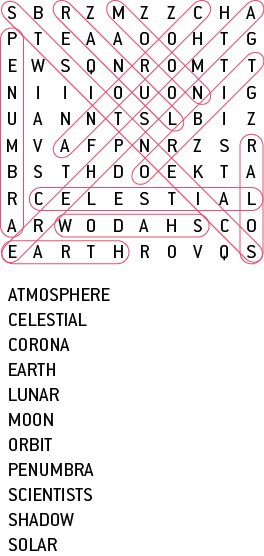 S B R Z M Z Z C H A
P T E A A O O H T G
E W S Q N R O M T T
N I I I O U O N I G
U A N N T S L B I Z
M V A F P N R Z S R
B S T H D O E K T A
R C E L E S T I A L
A R W O D A H S C O
E A R T H R O V Q S
ATMOSPHERE
CELESTIAL
CORONA
EARTH
LUNAR
MOON
ORBIT
PENUMBRA
SCIENTISTS
SHADOW
SOLAR